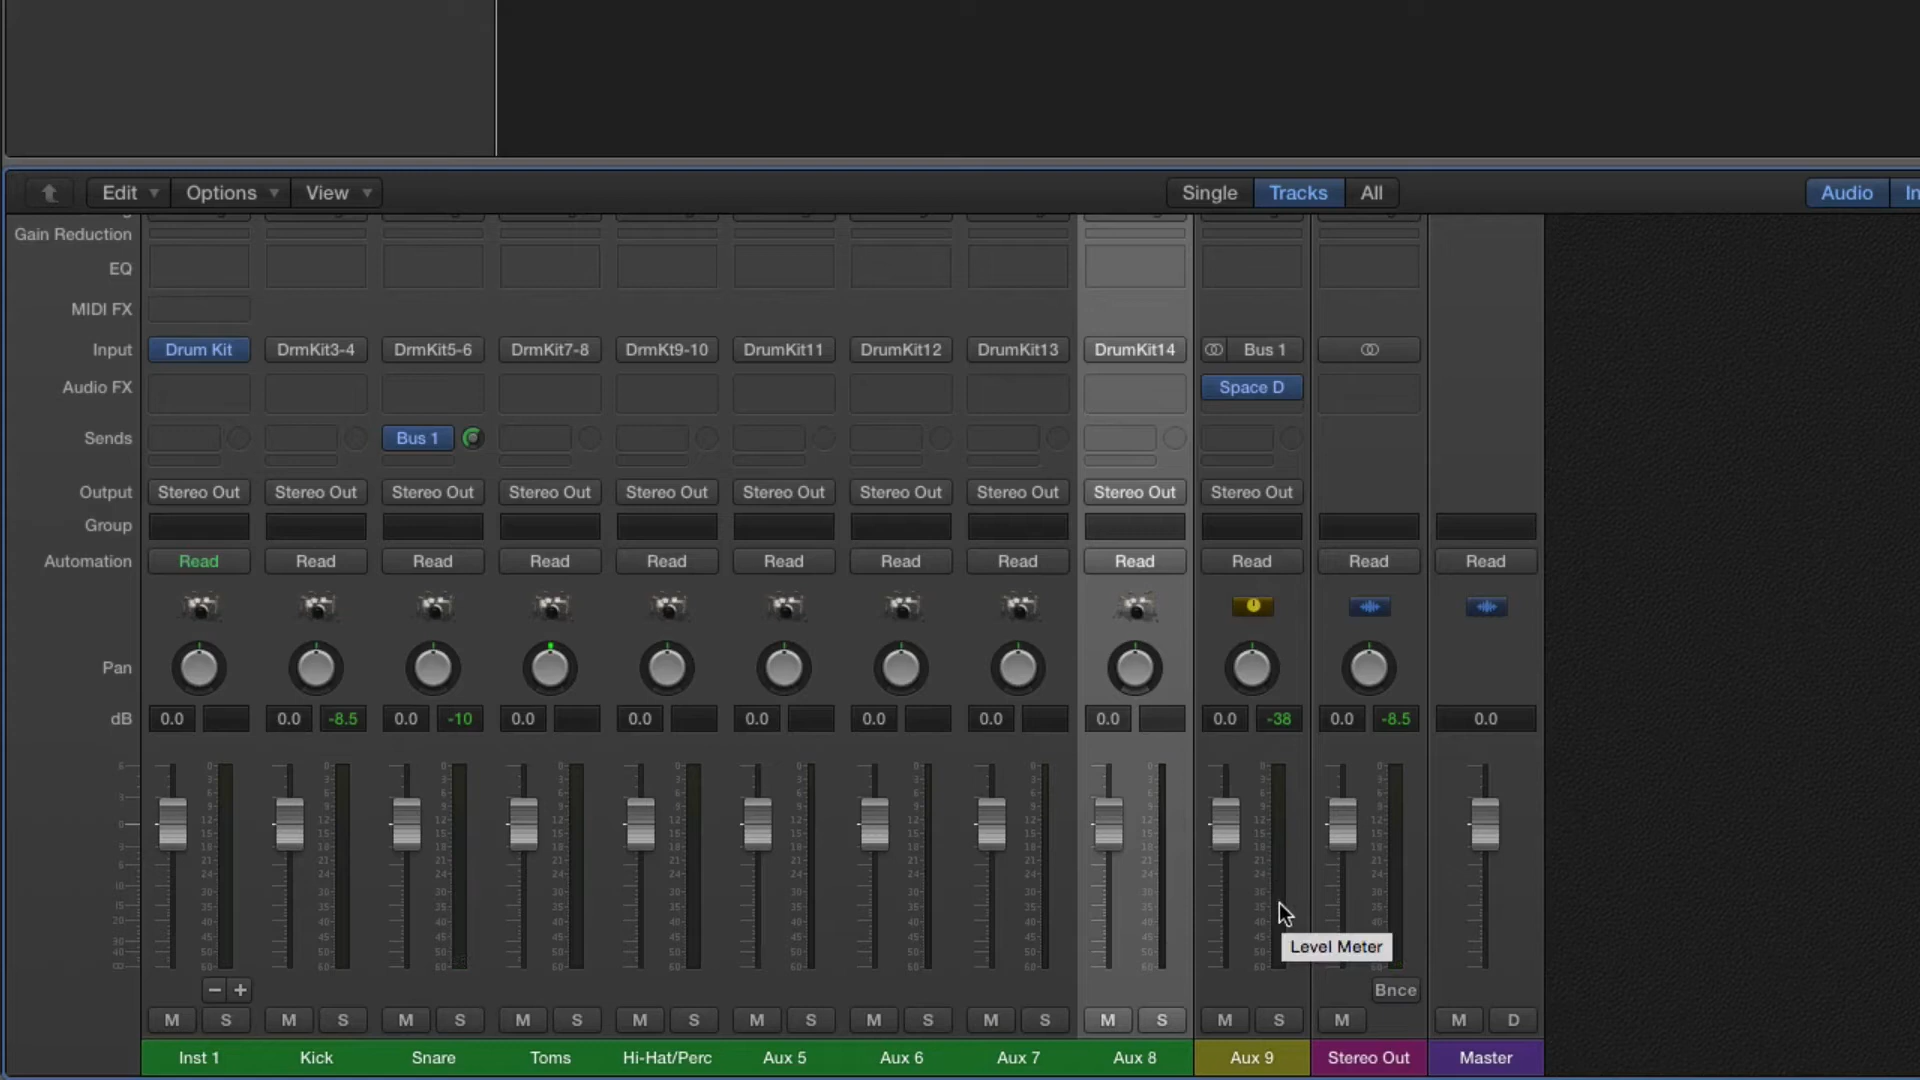 Edit Options View Single Tracks All Audio In
Gain Reduction
EQ
MIDI FX
Input Drum Kit DrmKit3-4 DrmKit5-6 DrmKit7-8 DrmKt9-10 DrumKit11 DrumKit12 DrumKit13 DrumKit14 Bus 1
Audio FX Space D
Sends Bus 1
Output Stereo Out Stereo Out Stereo Out Stereo Out Stereo Out Stereo Out Stereo Out Stereo Out Stereo Out Stereo Out
Group
Automation Read Read Read Read Read Read Read Read Read Read Read Read
Pan
dB 0.0 0.0 -8.5 0.0 -10 0.0 0.0 0.0 0.0 0.0 0.0 0.0 -38 0.0 -8.5 0.0
Level Meter
Bnce
M S M S M S M S M S M S M S M S M S M S M M D
Inst 1 Kick Snare Toms Hi-Hat/Perc Aux 5 Aux 6 Aux 7 Aux 8 Aux 9 Stereo Out Master